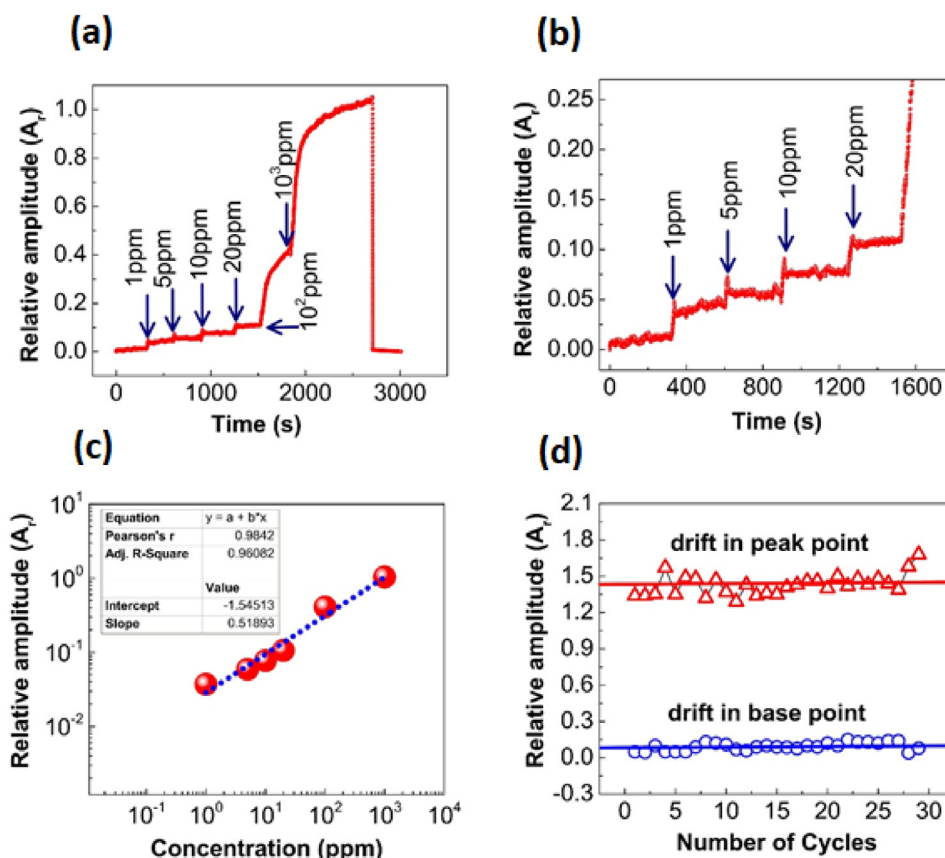 (a)
Relative amplitude (Aᵣ)
1.0
0.8
0.6
0.4
0.2
0.0
1ppm
5ppm
10ppm
20ppm
10³ppm
10²ppm
0 1000 2000 3000
Time (s)
(b)
Relative amplitude (Aᵣ)
0.25
0.20
0.15
0.10
0.05
0.00
1ppm
5ppm
10ppm
20ppm
0 400 800 1200 1600
Time (s)
(c)
Relative amplitude (Aᵣ)
10¹
10⁰
10⁻¹
10⁻²
Equation y = a + b*x
Pearson's r 0.9842
Adj. R-Square 0.96082
Value
Intercept -1.54513
Slope 0.51893
10⁻¹ 10⁰ 10¹ 10² 10³ 10⁴
Concentration (ppm)
(d)
Relative amplitude (Aᵣ)
2.1
1.8
1.5
1.2
0.9
0.6
0.3
0.0
-0.3
drift in peak point
drift in base point
0 5 10 15 20 25 30
Number of Cycles